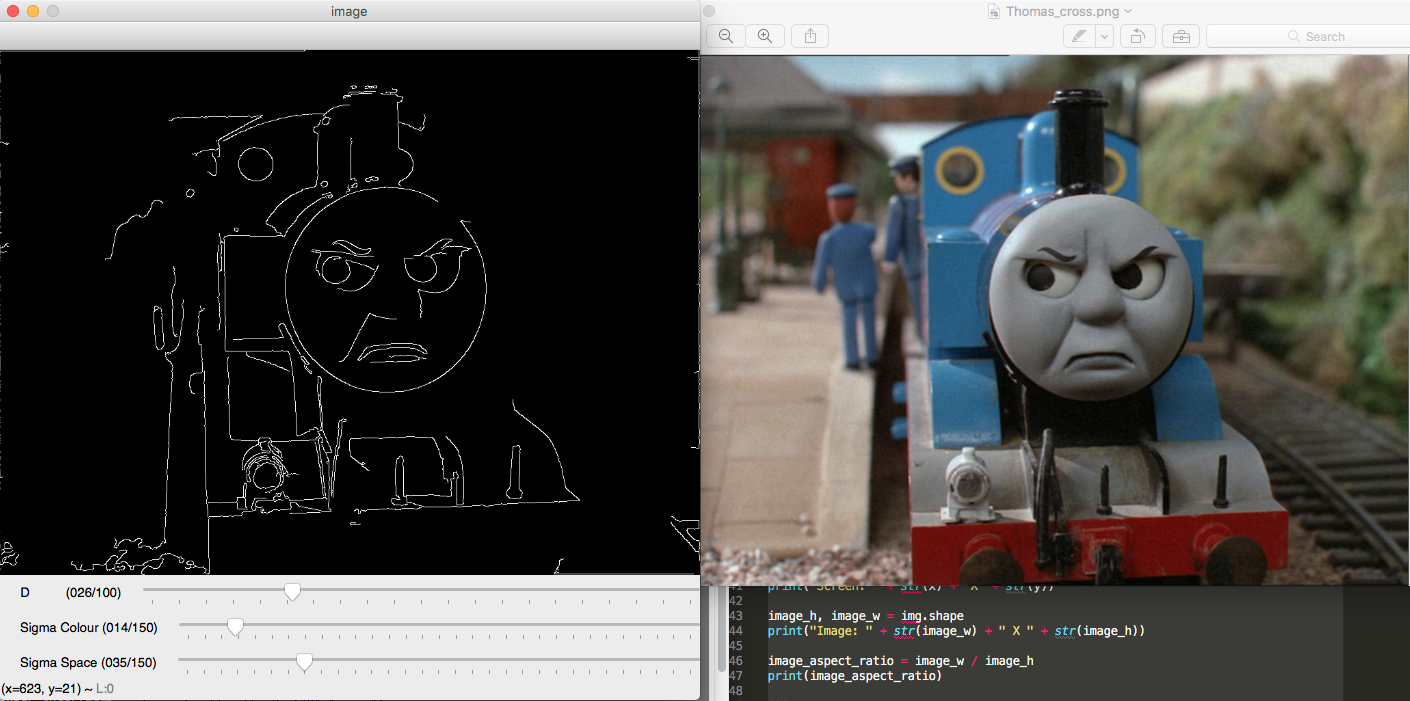 image
D (026/100)
Sigma Colour (014/150)
Sigma Space (035/150)
(x=623, y=21) ~ L:0
Thomas_cross.png
Search
42
43 image_h, image_w = img.shape
44 print("Image: " + str(image_w) + " X " + str(image_h))
45
46 image_aspect_ratio = image_w / image_h
47 print(image_aspect_ratio)
48